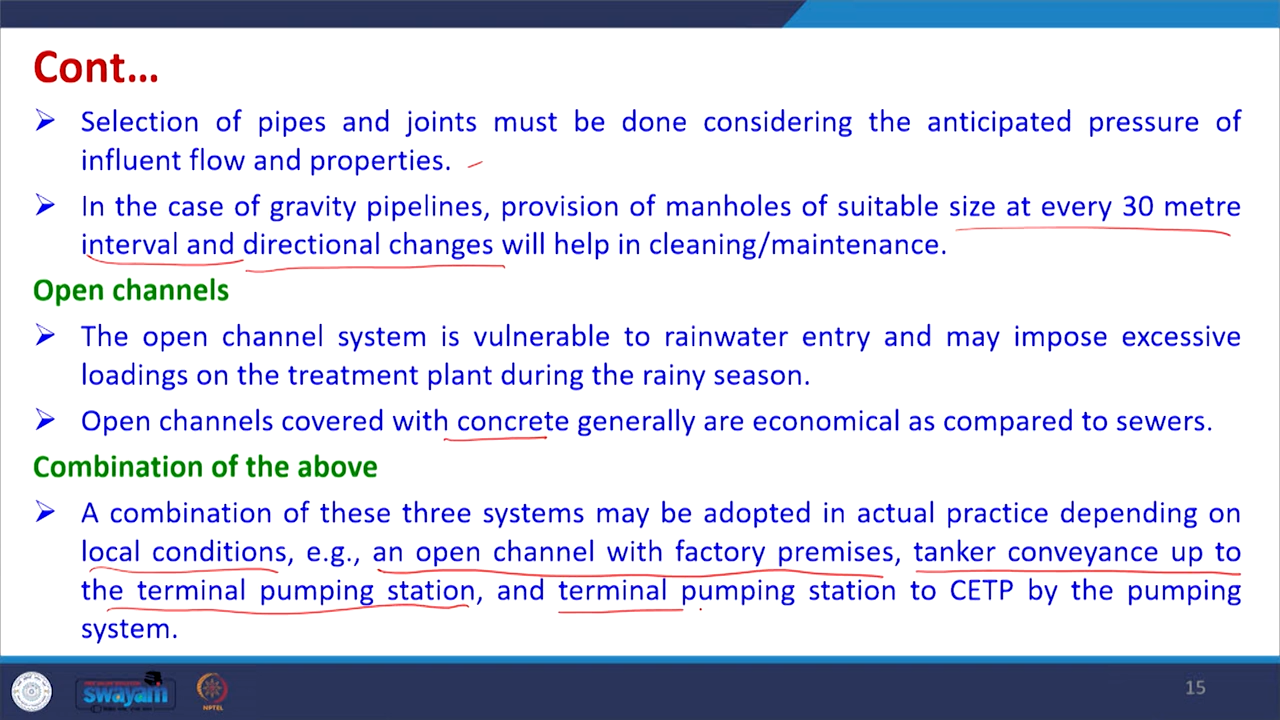 Cont...
➢ Selection of pipes and joints must be done considering the anticipated pressure of
influent flow and properties.
➢ In the case of gravity pipelines, provision of manholes of suitable size at every 30 metre
interval and directional changes will help in cleaning/maintenance.
Open channels
➢ The open channel system is vulnerable to rainwater entry and may impose excessive
loadings on the treatment plant during the rainy season.
➢ Open channels covered with concrete generally are economical as compared to sewers.
Combination of the above
➢ A combination of these three systems may be adopted in actual practice depending on
local conditions, e.g., an open channel with factory premises, tanker conveyance up to
the terminal pumping station, and terminal pumping station to CETP by the pumping
system.
swayam
NPTEL
15